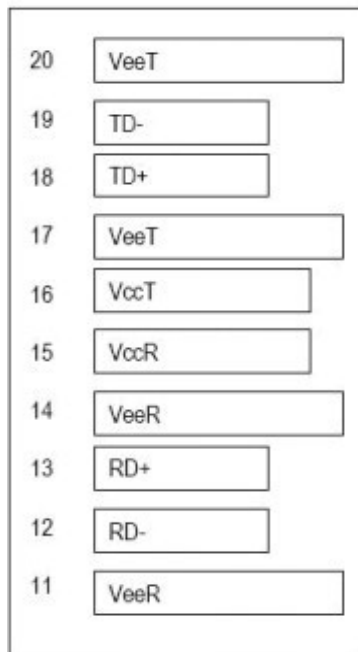 20 VeeT
19 TD-
18 TD+
17 VeeT
16 VccT
15 VccR
14 VeeR
13 RD+
12 RD-
11 VeeR